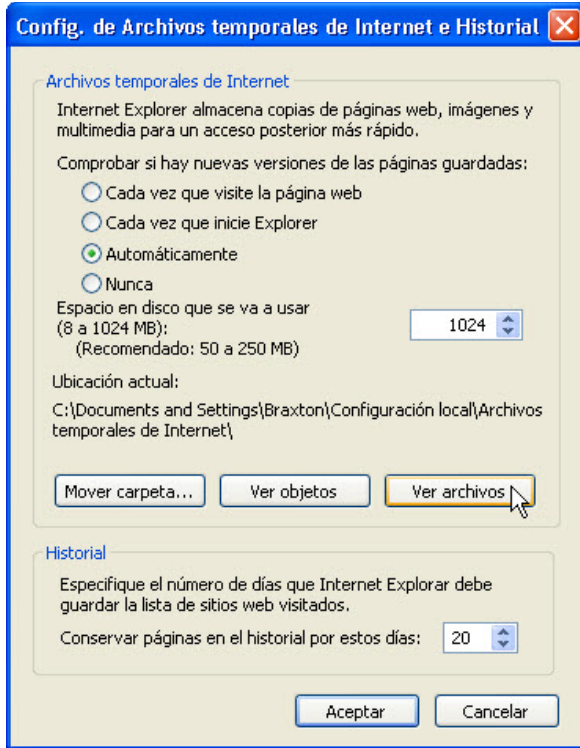 Config. de Archivos temporales de Internet e Historial
Archivos temporales de Internet
Internet Explorer almacena copias de páginas web, imágenes y
multimedia para un acceso posterior más rápido.
Comprobar si hay nuevas versiones de las páginas guardadas:
Cada vez que visite la página web
Cada vez que inicie Explorer
Automáticamente
Nunca
Espacio en disco que se va a usar
(8 a 1024 MB):
1024
(Recomendado: 50 a 250 MB)
Ubicación actual:
C:\Documents and Settings\Braxton\Configuración local\Archivos
temporales de Internet\
Mover carpeta... Ver objetos Ver archivos
Historial
Especifique el número de días que Internet Explorar debe
guardar la lista de sitios web visitados.
Conservar páginas en el historial por estos días: 20
Aceptar Cancelar